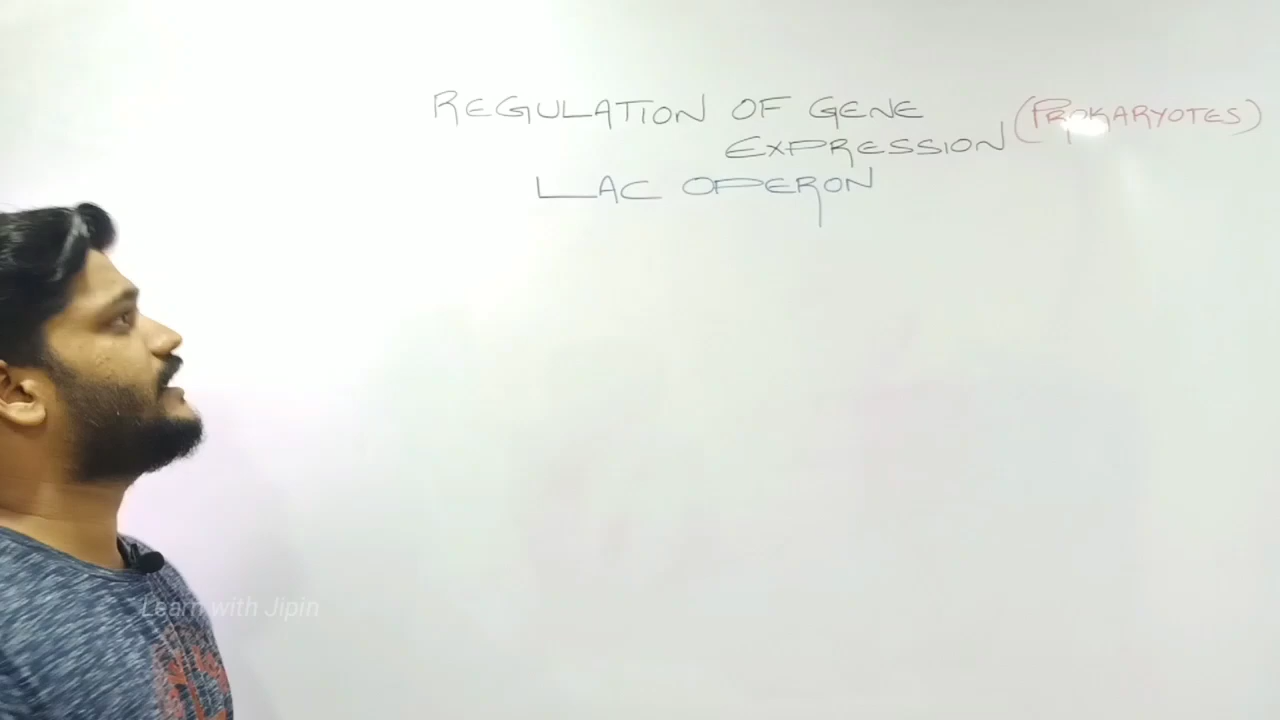 REGULATION OF GENE
EXPRESSION (PROKARYOTES)
LAC OPERON
Learn with Jipin